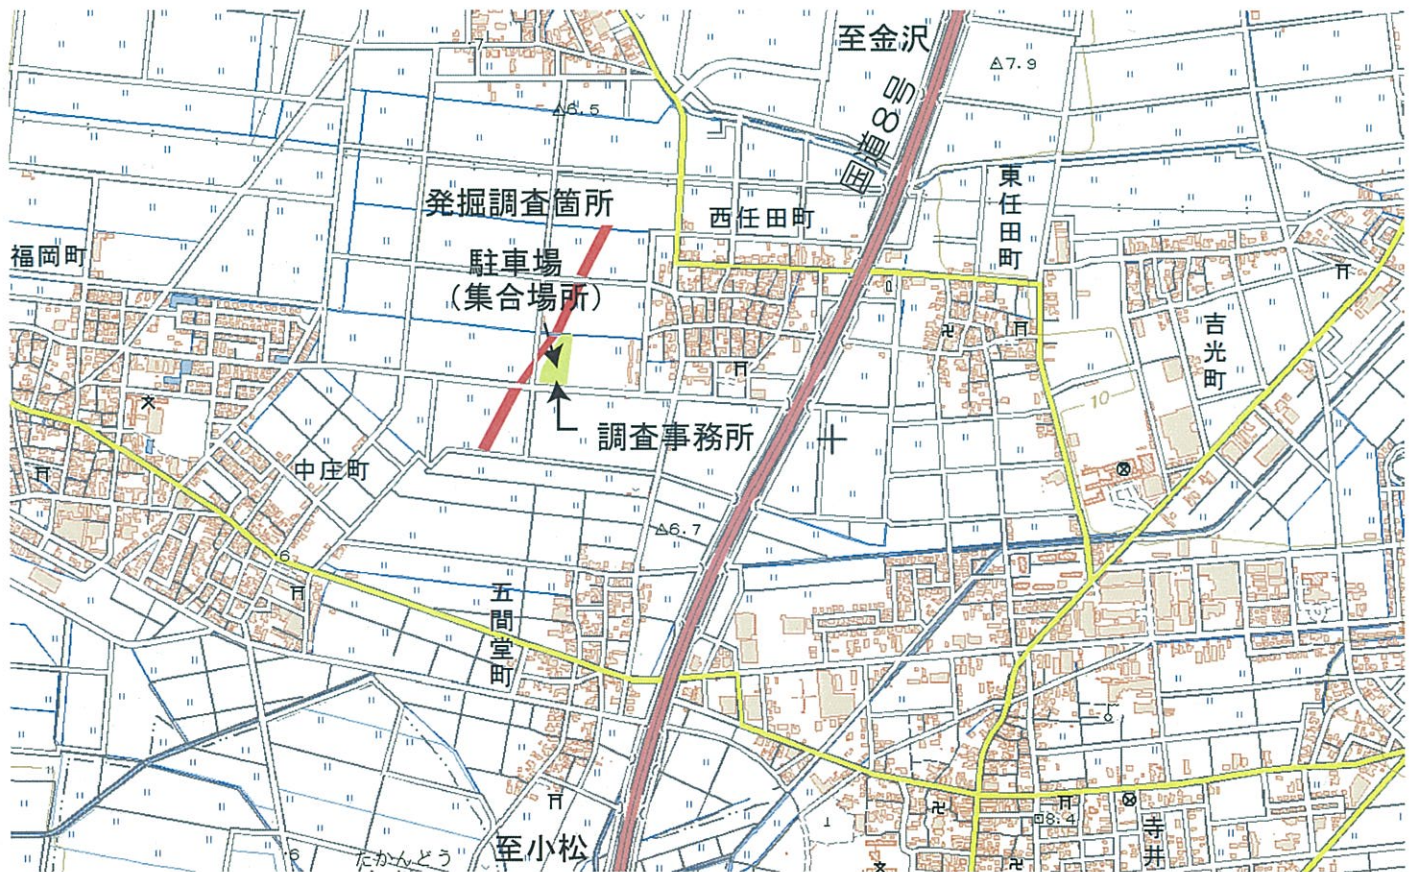 至金沢
7
△7.9
△6.5
国道8号
東任田町
発掘調査箇所
西任田町
福岡町
駐車場
（集合場所）
吉光町
10
調査事務所
中庄町
△6.7
6
五間堂町
8.4
寺井
至小松
6
たかんどう